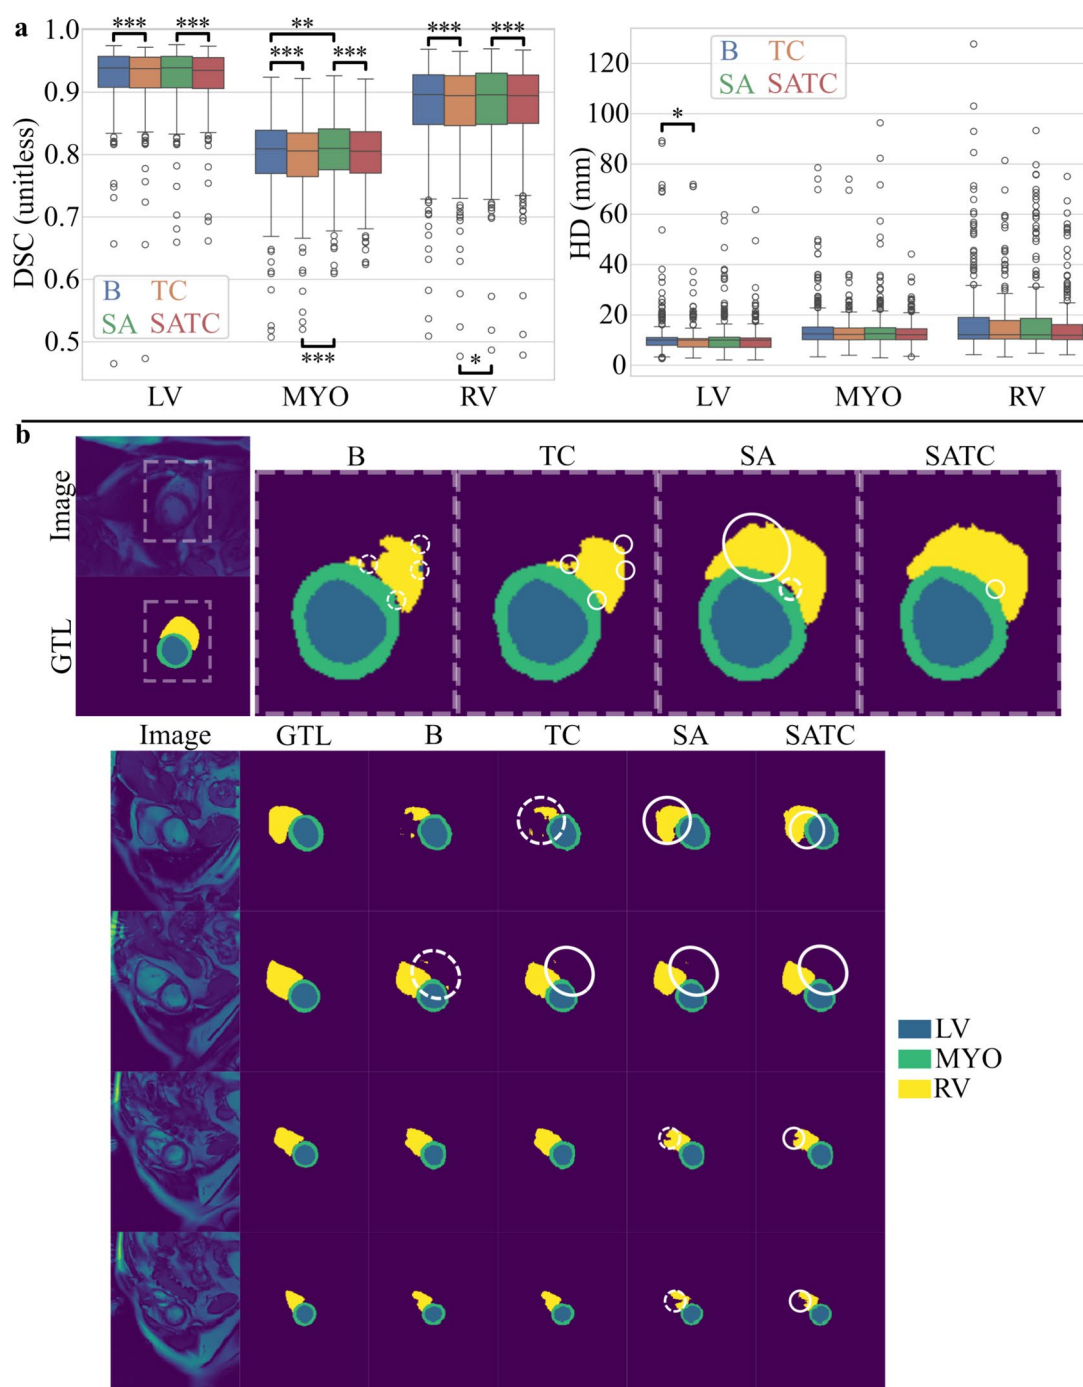 a
DSC (unitless)
1.0
0.9
0.8
0.7
0.6
0.5
*** *** ** *** *** *** ***
*** *
B TC
SA SATC
LV MYO RV
HD (mm)
120
100
80
60
40
20
0
*
B TC
SA SATC
LV MYO RV
b
Image
GTL
B TC SA SATC
Image GTL B TC SA SATC
LV
MYO
RV